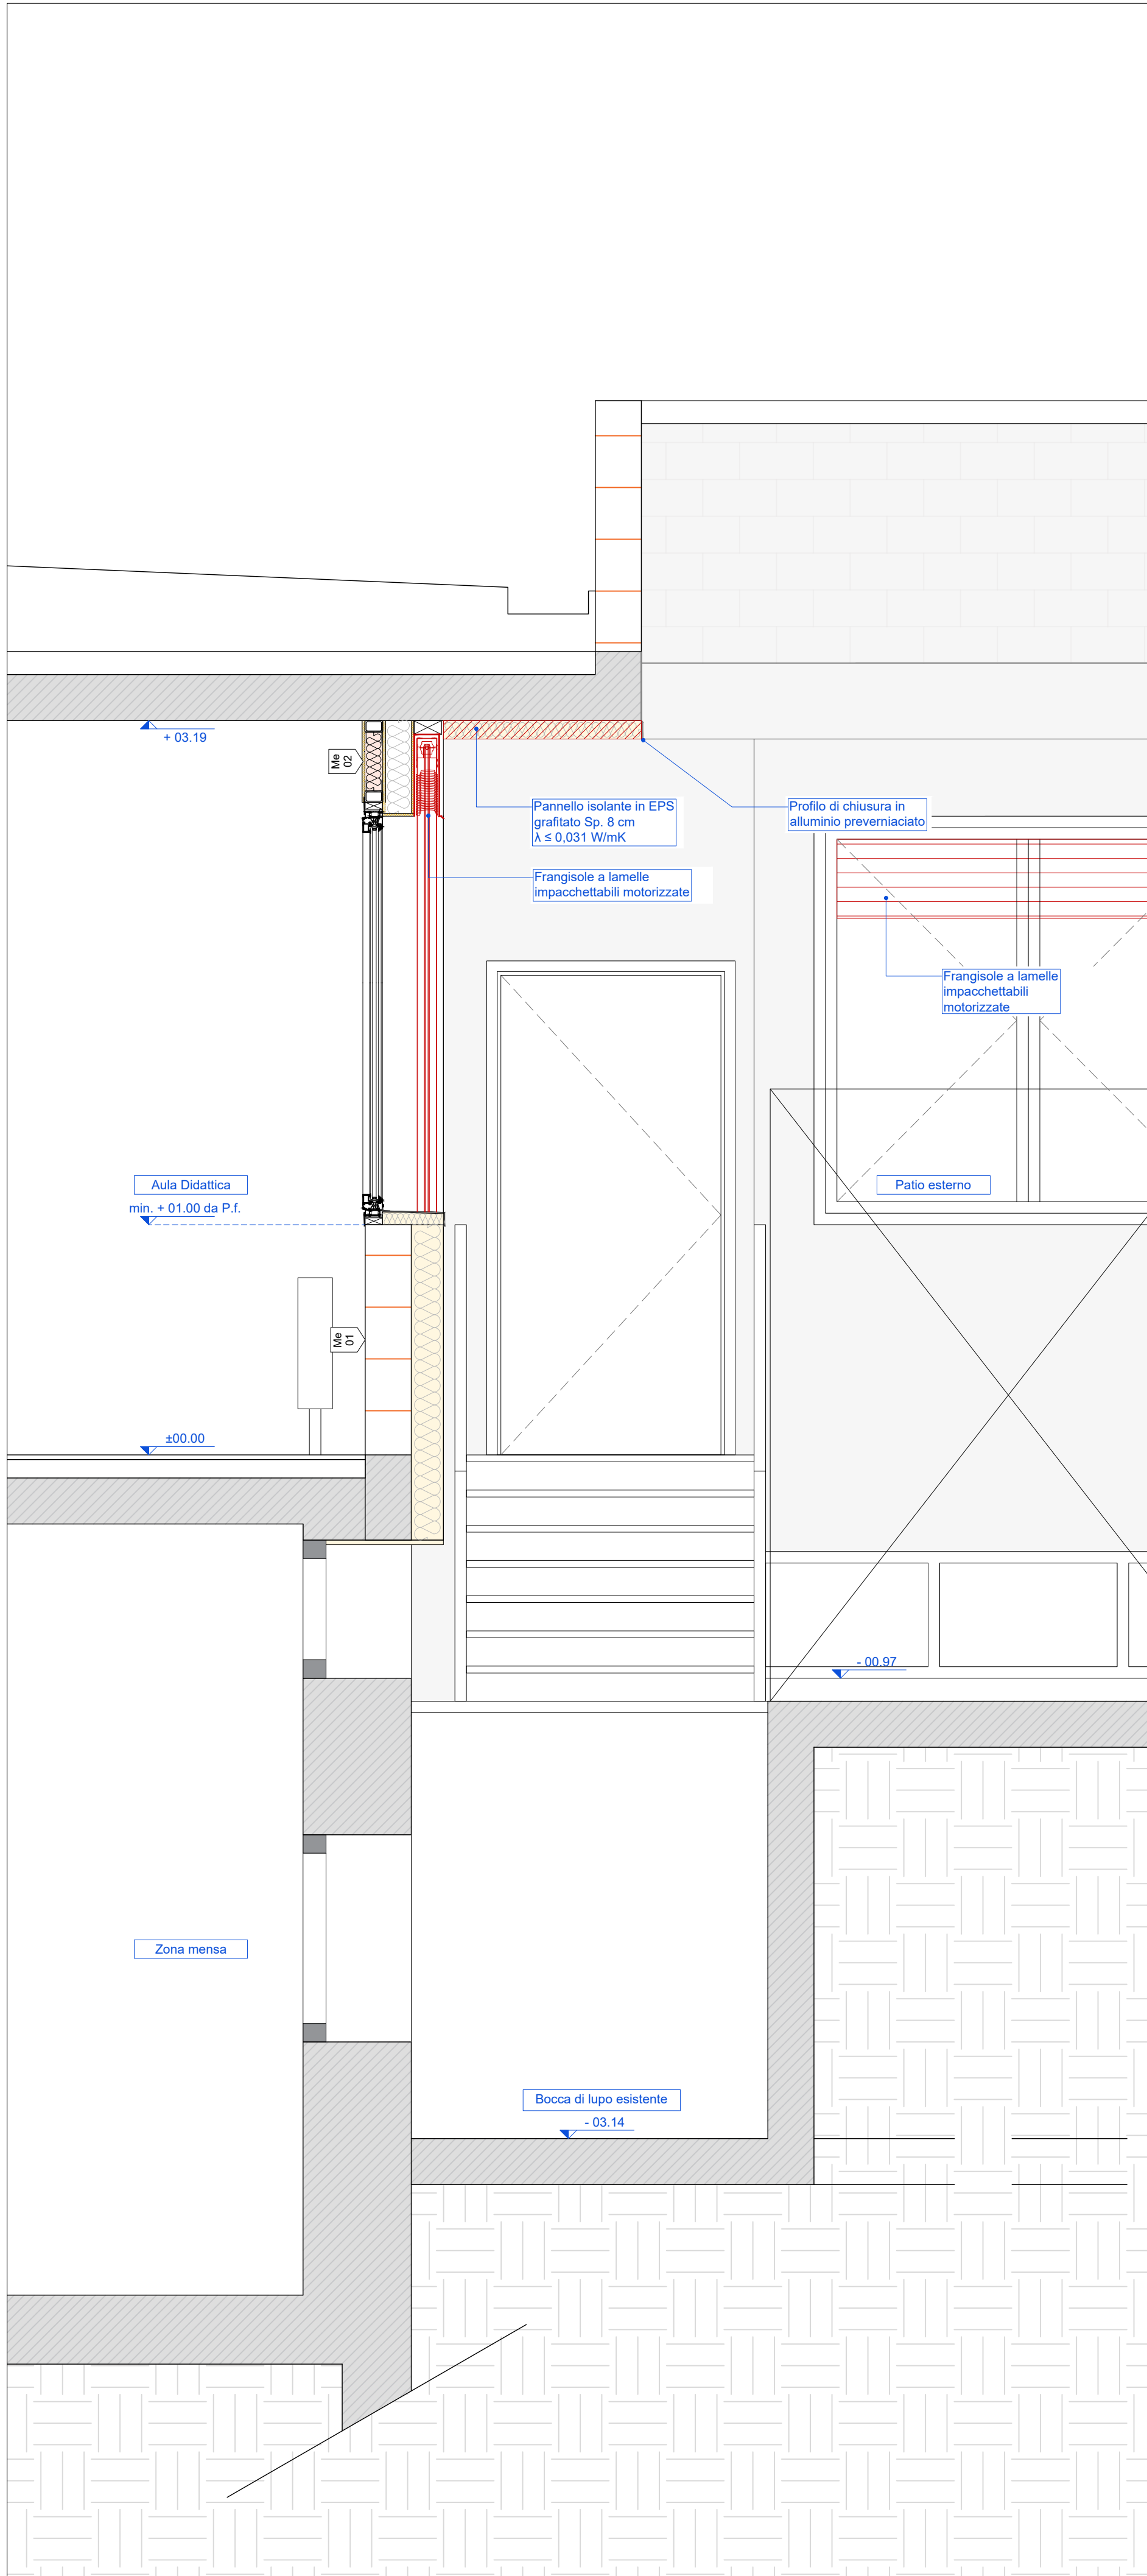 + 03.19
Me
02
Pannello isolante in EPS
grafitato Sp. 8 cm
λ ≤ 0,031 W/mK
Profilo di chiusura in
alluminio preverniaciato
Frangisole a lamelle
impacchettabili motorizzate
Frangisole a lamelle
impacchettabili
motorizzate
Aula Didattica
min. + 01.00 da P.f.
Patio esterno
Me
01
±00.00
- 00.97
Zona mensa
Bocca di lupo esistente
- 03.14